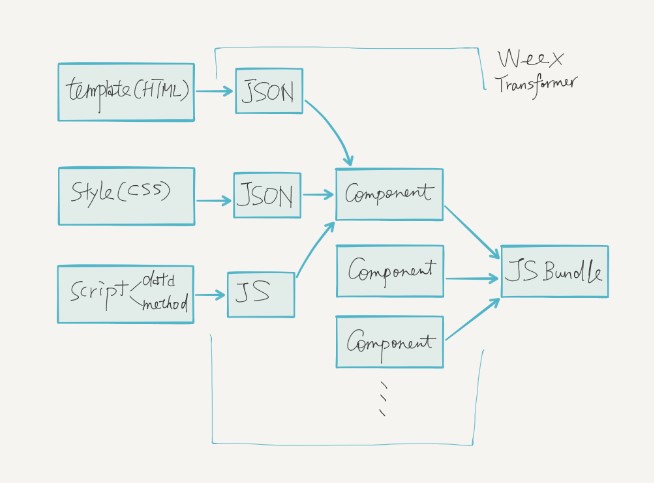 Weex
Transformer
template(HTML)
JSON
Style(CSS)
JSON
Component
Script
data
method
JS
Component
JS Bundle
Component